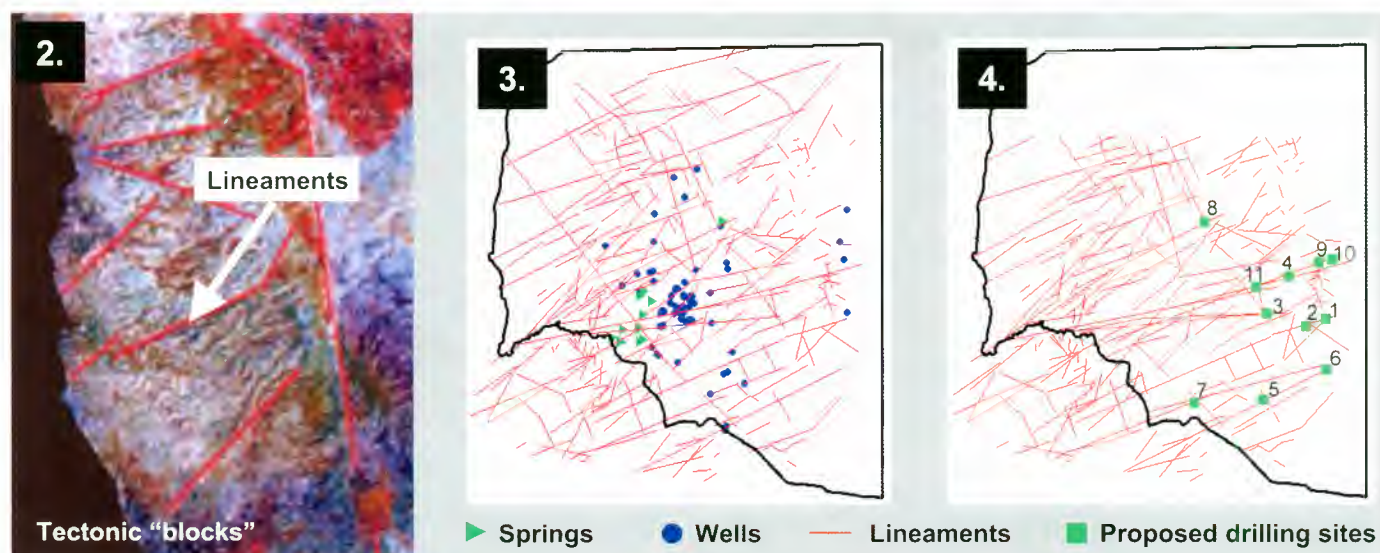 2.
Lineaments
Tectonic “blocks”
3.
4.
8
9
10
4
11
3
2
1
6
7
5
Springs
Wells
Lineaments
Proposed drilling sites